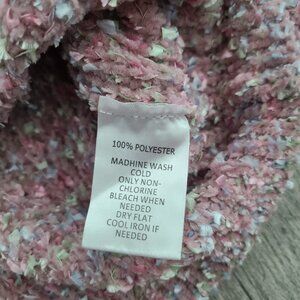 100% POLYESTER
MADHINE WASH
COLD
ONLY NON-
CHLORINE
BLEACH WHEN
NEEDED
DRY FLAT
COOL IRON IF
NEEDED